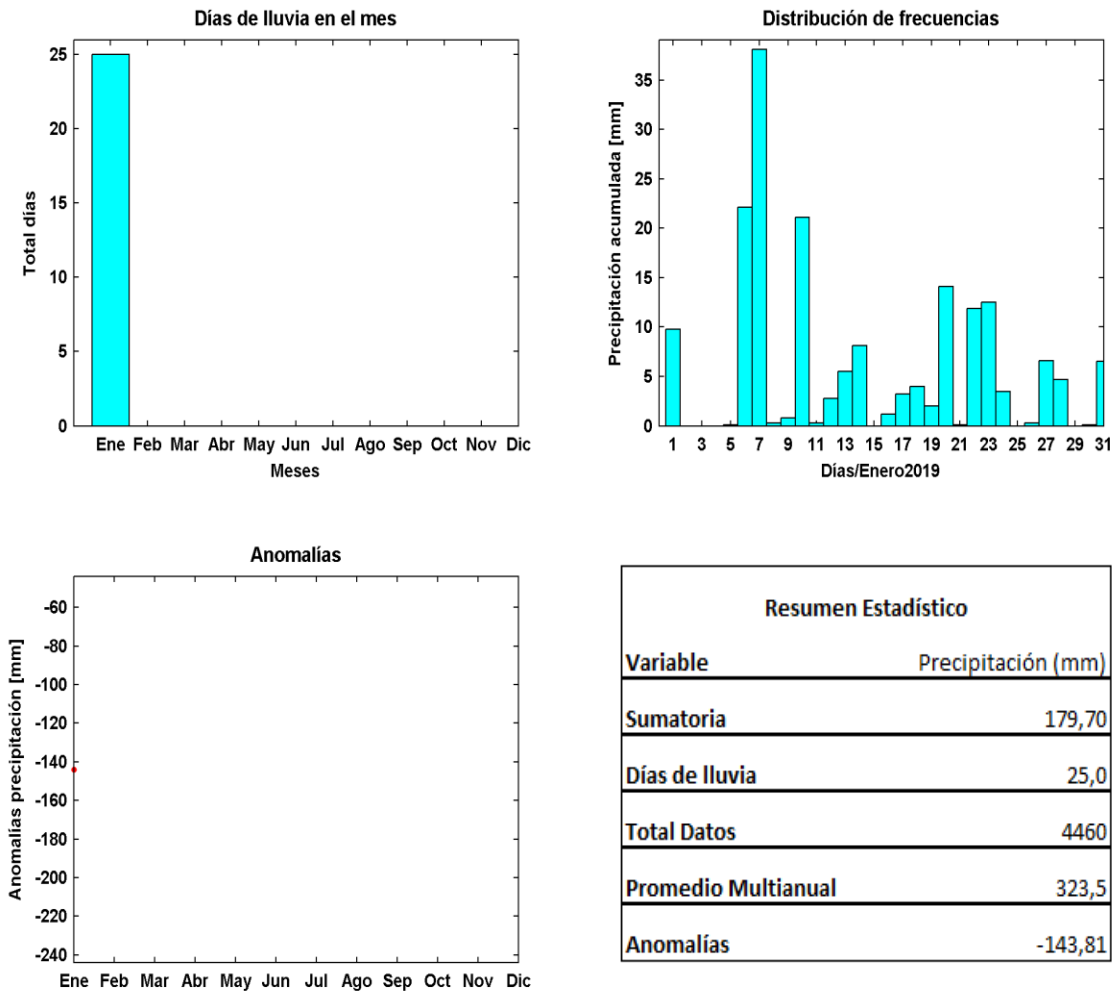 Días de lluvia en el mes
Total días
25
20
15
10
5
0
Ene Feb Mar Abr May Jun Jul Ago Sep Oct Nov Dic
Meses
Distribución de frecuencias
Precipitación acumulada [mm]
35
30
25
20
15
10
5
0
1 3 5 7 9 11 13 15 17 19 21 23 25 27 29 31
Días/Enero2019
Anomalías
Anomalías precipitación [mm]
-60
-80
-100
-120
-140
-160
-180
-200
-220
-240
Ene Feb Mar Abr May Jun Jul Ago Sep Oct Nov Dic
Resumen Estadístico
Variable Precipitación (mm)
Sumatoria 179,70
Días de lluvia 25,0
Total Datos 4460
Promedio Multianual 323,5
Anomalías -143,81